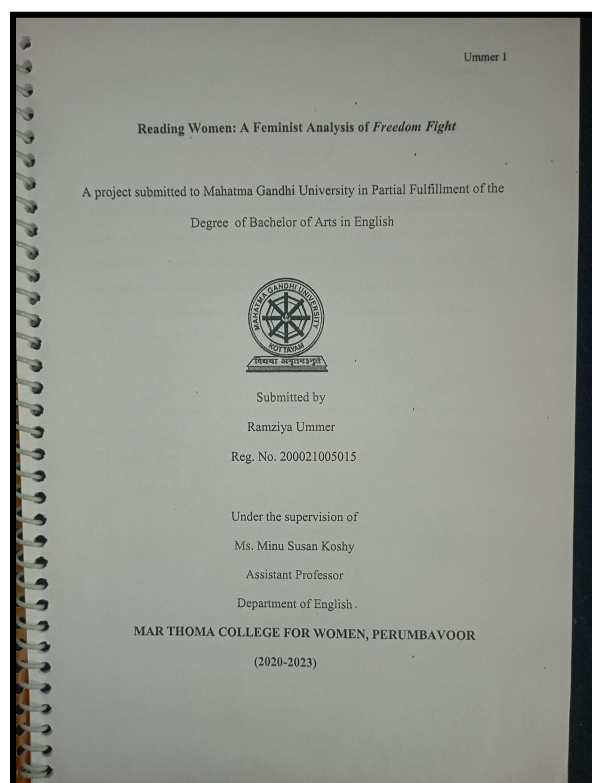 Ummer 1
Reading Women: A Feminist Analysis of Freedom Fight
A project submitted to Mahatma Gandhi University in Partial Fulfillment of the
Degree of Bachelor of Arts in English
MAHATMA GANDHI UNIVERSITY
KOTTAYAM
विद्यया अमृतमश्नुते
Submitted by
Ramziya Ummer
Reg. No. 200021005015
Under the supervision of
Ms. Minu Susan Koshy
Assistant Professor
Department of English.
MAR THOMA COLLEGE FOR WOMEN, PERUMBAVOOR
(2020-2023)